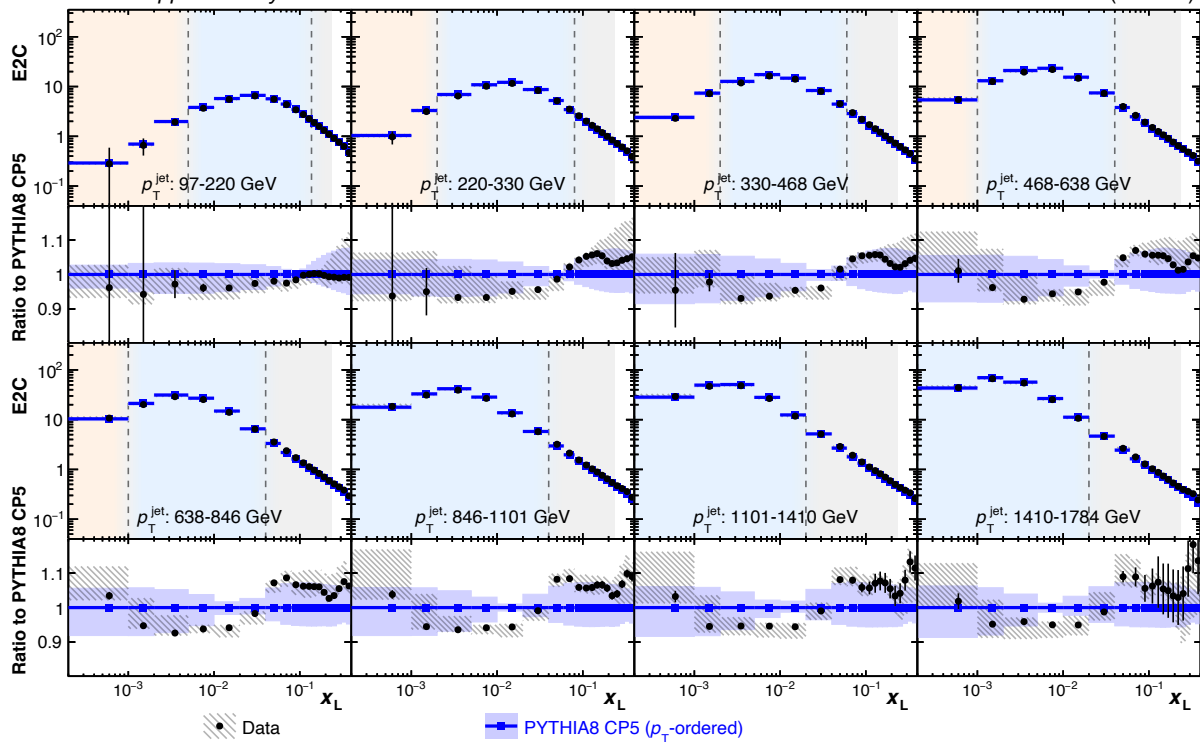 E2C
10²
10
1
10⁻¹
p_T^jet: 97-220 GeV
p_T^jet: 220-330 GeV
p_T^jet: 330-468 GeV
p_T^jet: 468-638 GeV
Ratio to PYTHIA8 CP5
1.1
1
0.9
E2C
10²
10
1
10⁻¹
p_T^jet: 638-846 GeV
p_T^jet: 846-1101 GeV
p_T^jet: 1101-1410 GeV
p_T^jet: 1410-1784 GeV
Ratio to PYTHIA8 CP5
1.1
1
0.9
10⁻³ 10⁻² 10⁻¹ 10⁻³ 10⁻² 10⁻¹ 10⁻³ 10⁻² 10⁻¹ 10⁻³ 10⁻² 10⁻¹
x_L x_L x_L x_L
Data PYTHIA8 CP5 (p_T-ordered)